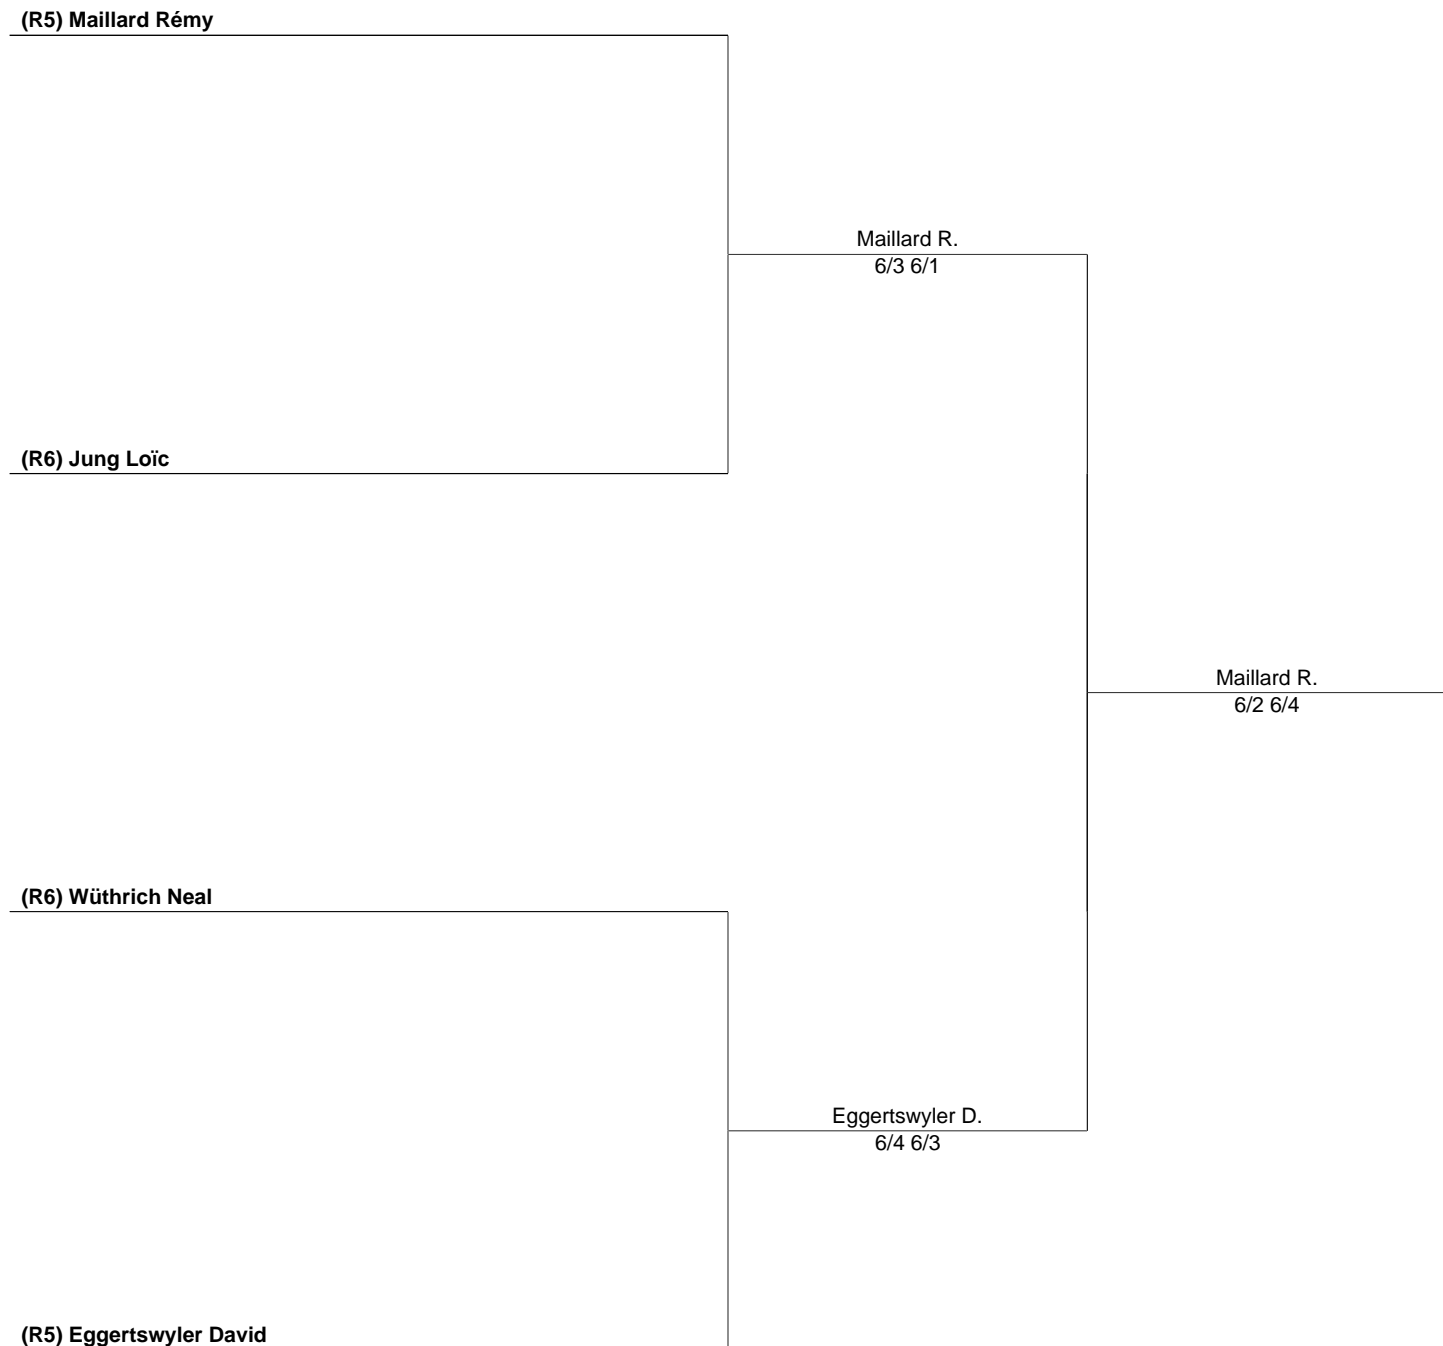 (R5) Maillard Rémy
Maillard R.
6/3 6/1
(R6) Jung Loïc
Maillard R.
6/2 6/4
(R6) Wüthrich Neal
Eggertswyler D.
6/4 6/3
(R5) Eggertswyler David